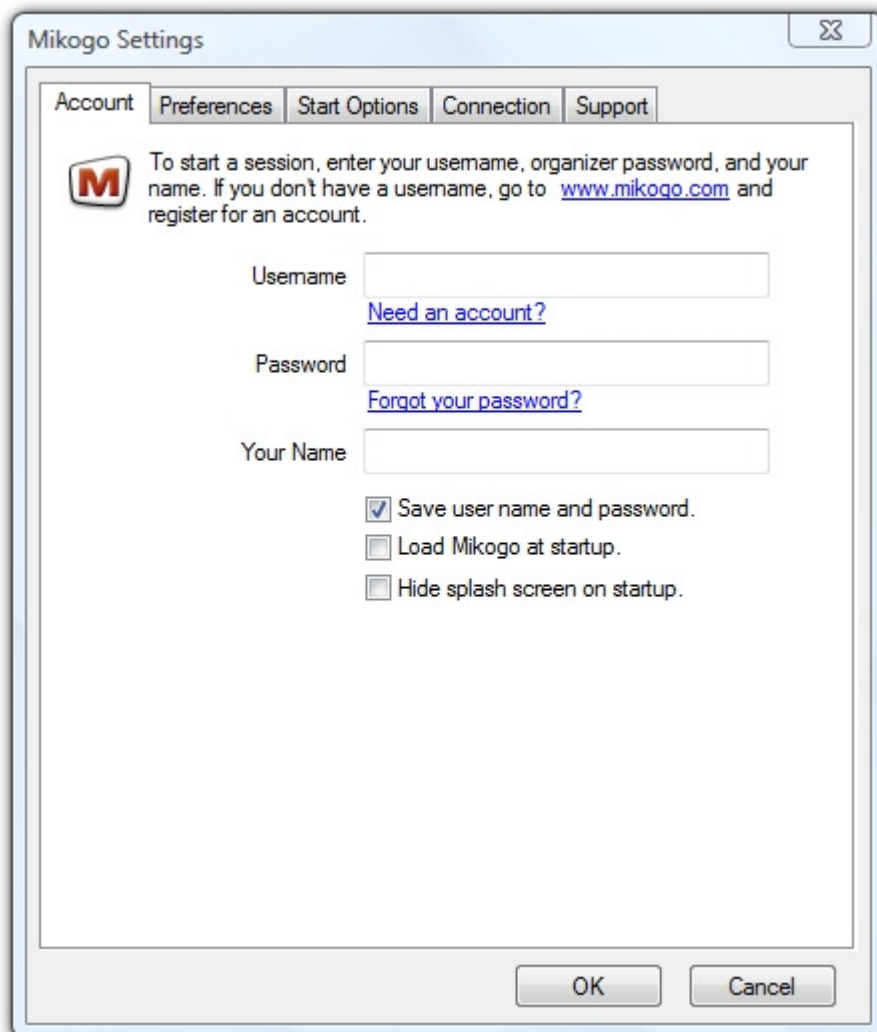 Mikogo Settings
Account Preferences Start Options Connection Support
M
To start a session, enter your username, organizer password, and your
name. If you don't have a username, go to www.mikogo.com and
register for an account.
Username
Need an account?
Password
Forgot your password?
Your Name
Save user name and password.
Load Mikogo at startup.
Hide splash screen on startup.
OK Cancel